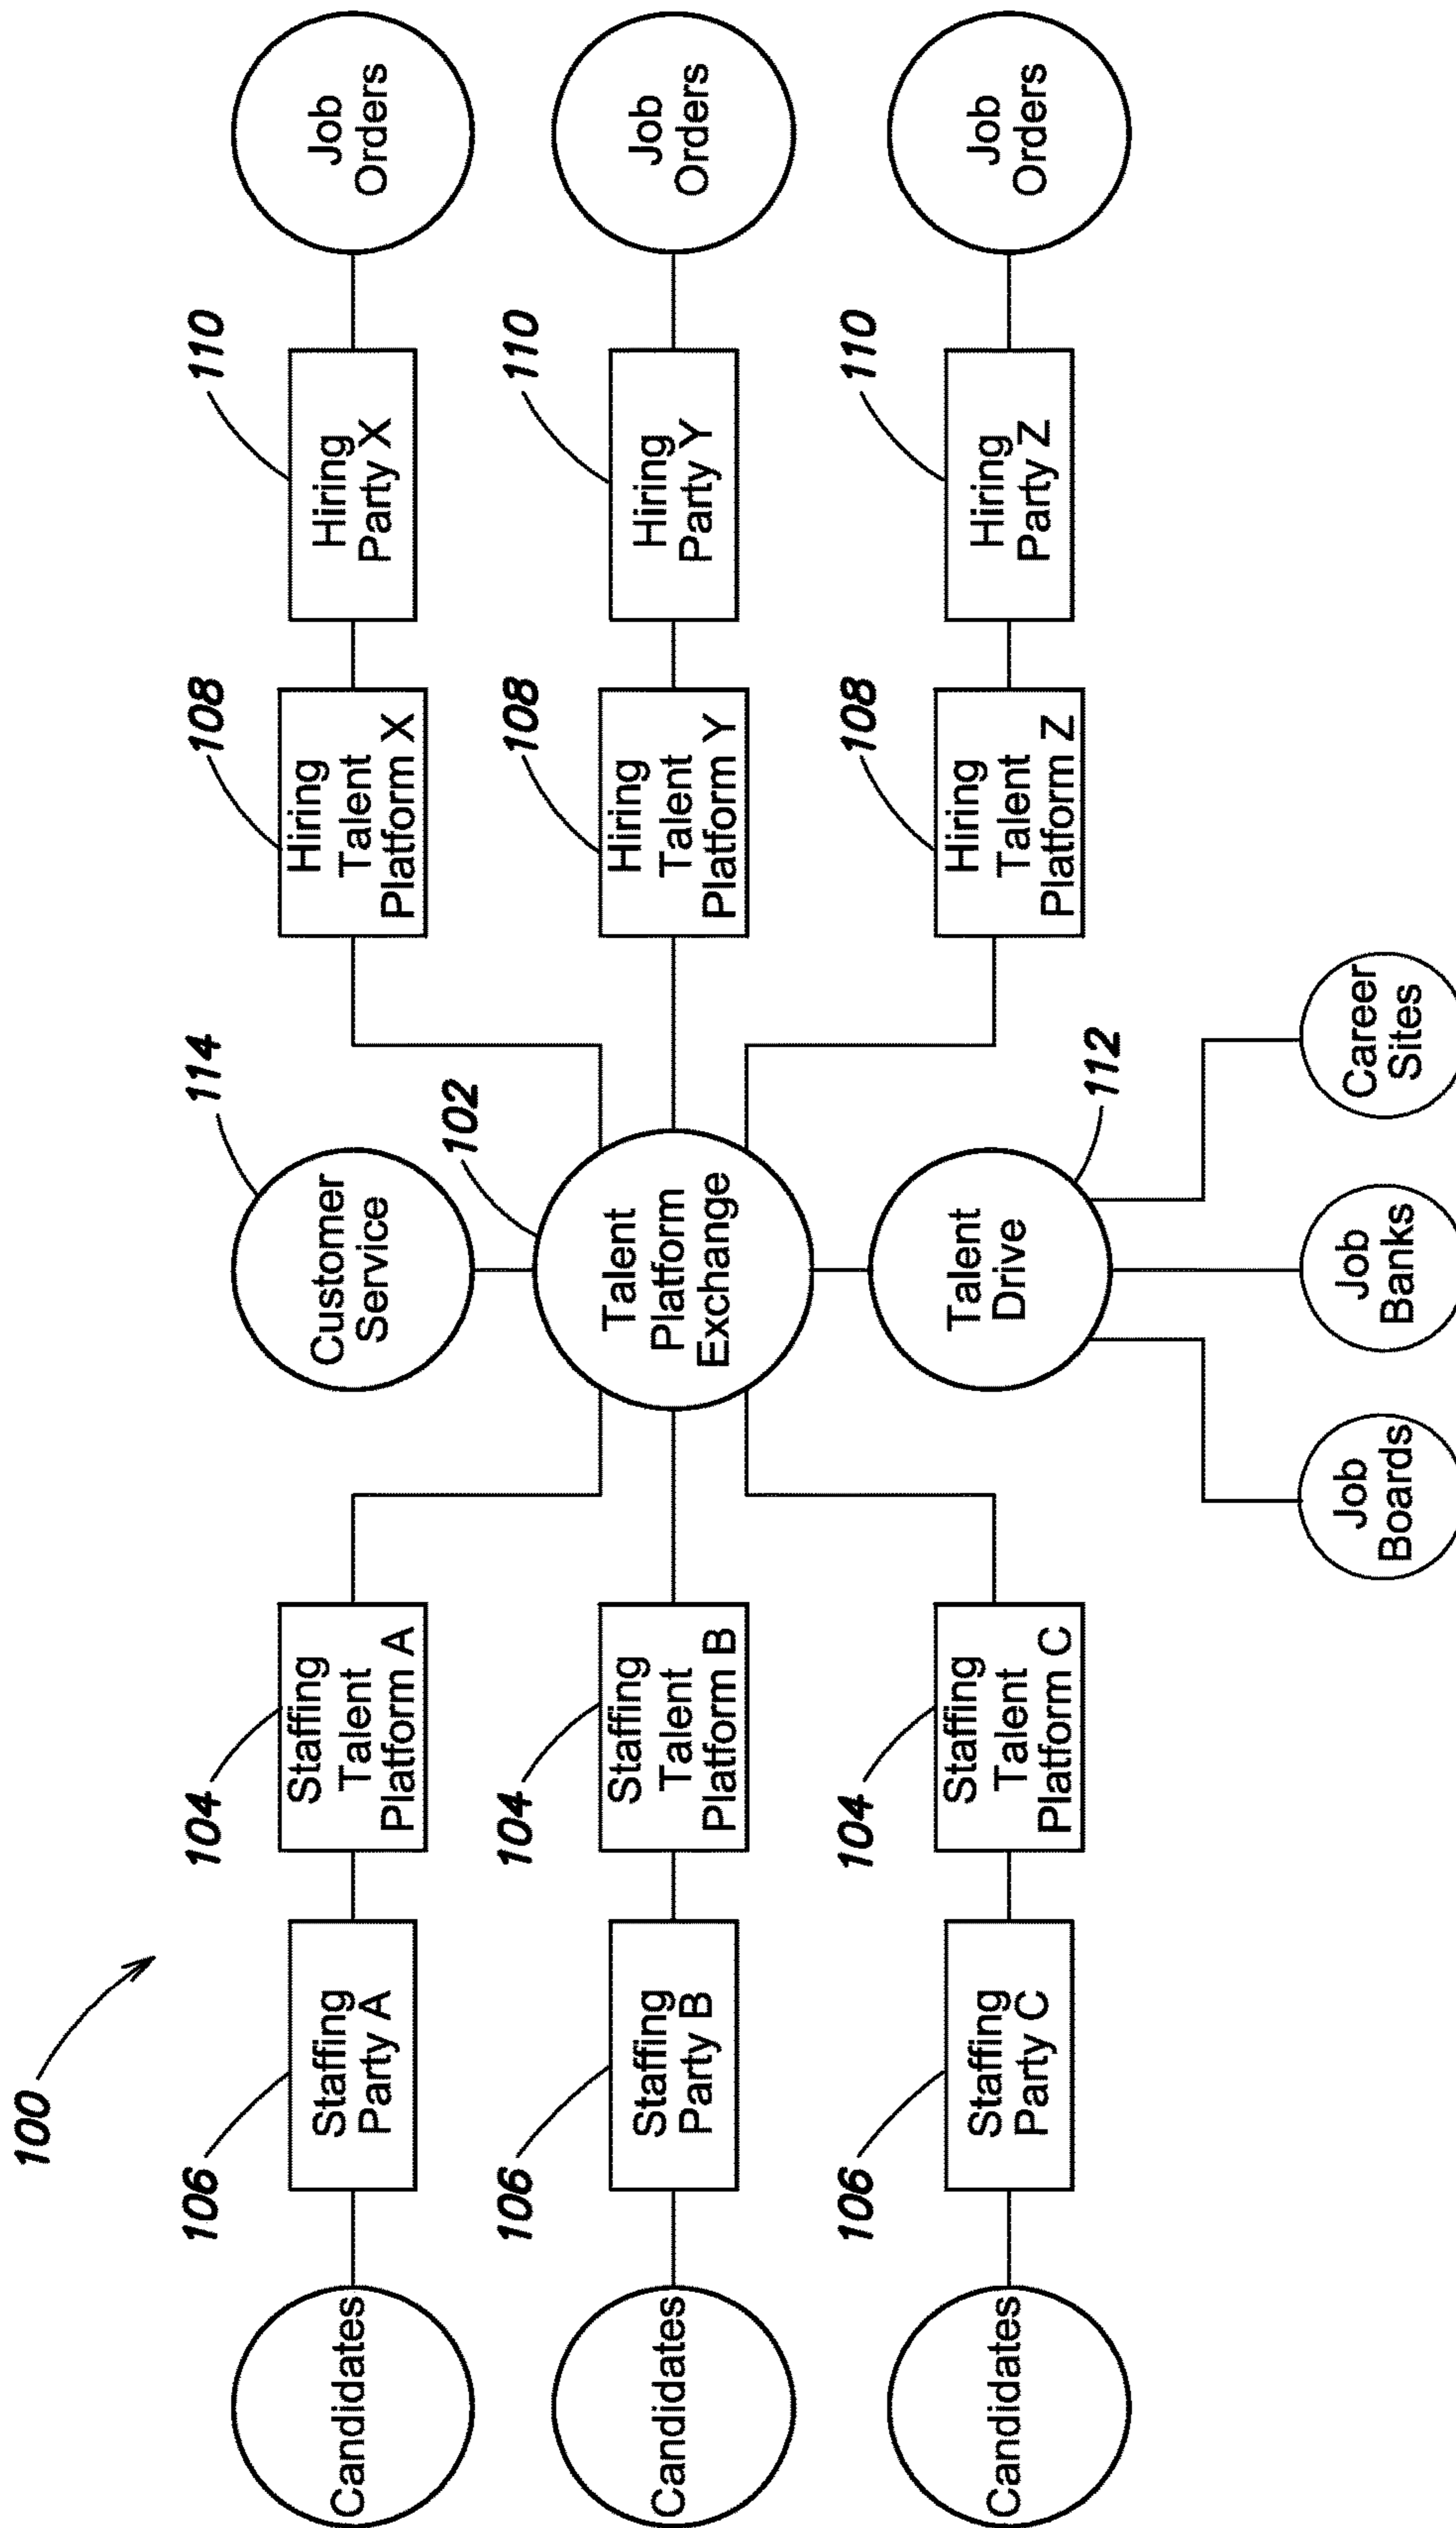 100
106
104
114
108
110
Candidates
Staffing
Party A
Staffing
Talent
Platform A
Customer
Service
Hiring
Talent
Platform X
Hiring
Party X
Job
Orders
102
106
104
108
110
Candidates
Staffing
Party B
Staffing
Talent
Platform B
Talent
Platform
Exchange
Hiring
Talent
Platform Y
Hiring
Party Y
Job
Orders
106
104
108
110
Candidates
Staffing
Party C
Staffing
Talent
Platform C
Talent
Drive
Hiring
Talent
Platform Z
Hiring
Party Z
Job
Orders
112
Job
Boards
Job
Banks
Career
Sites